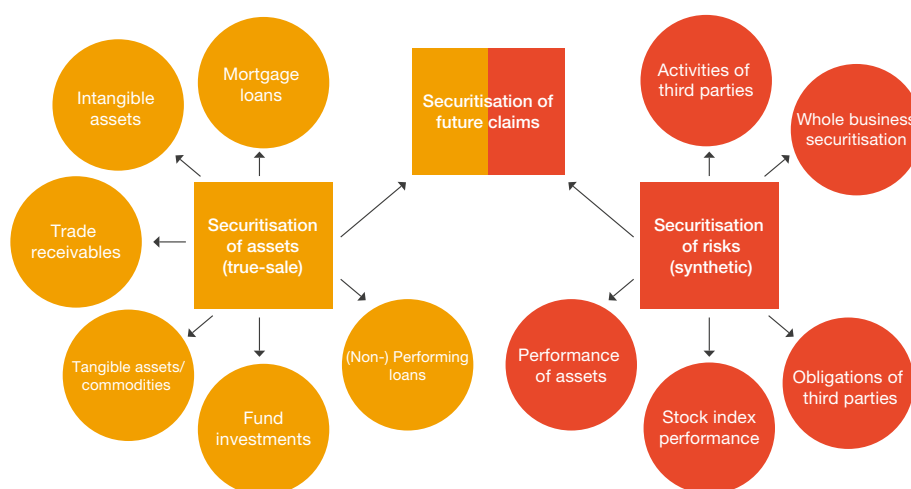 Mortgage
loans
Intangible
assets
Securitisation of
future claims
Activities of
third parties
Whole business
securitisation
Trade
receivables
Securitisation
of assets
(true-sale)
Securitisation
of risks
(synthetic)
Tangible assets/
commodities
(Non-) Performing
loans
Fund
investments
Performance
of assets
Stock index
performance
Obligations of
third parties